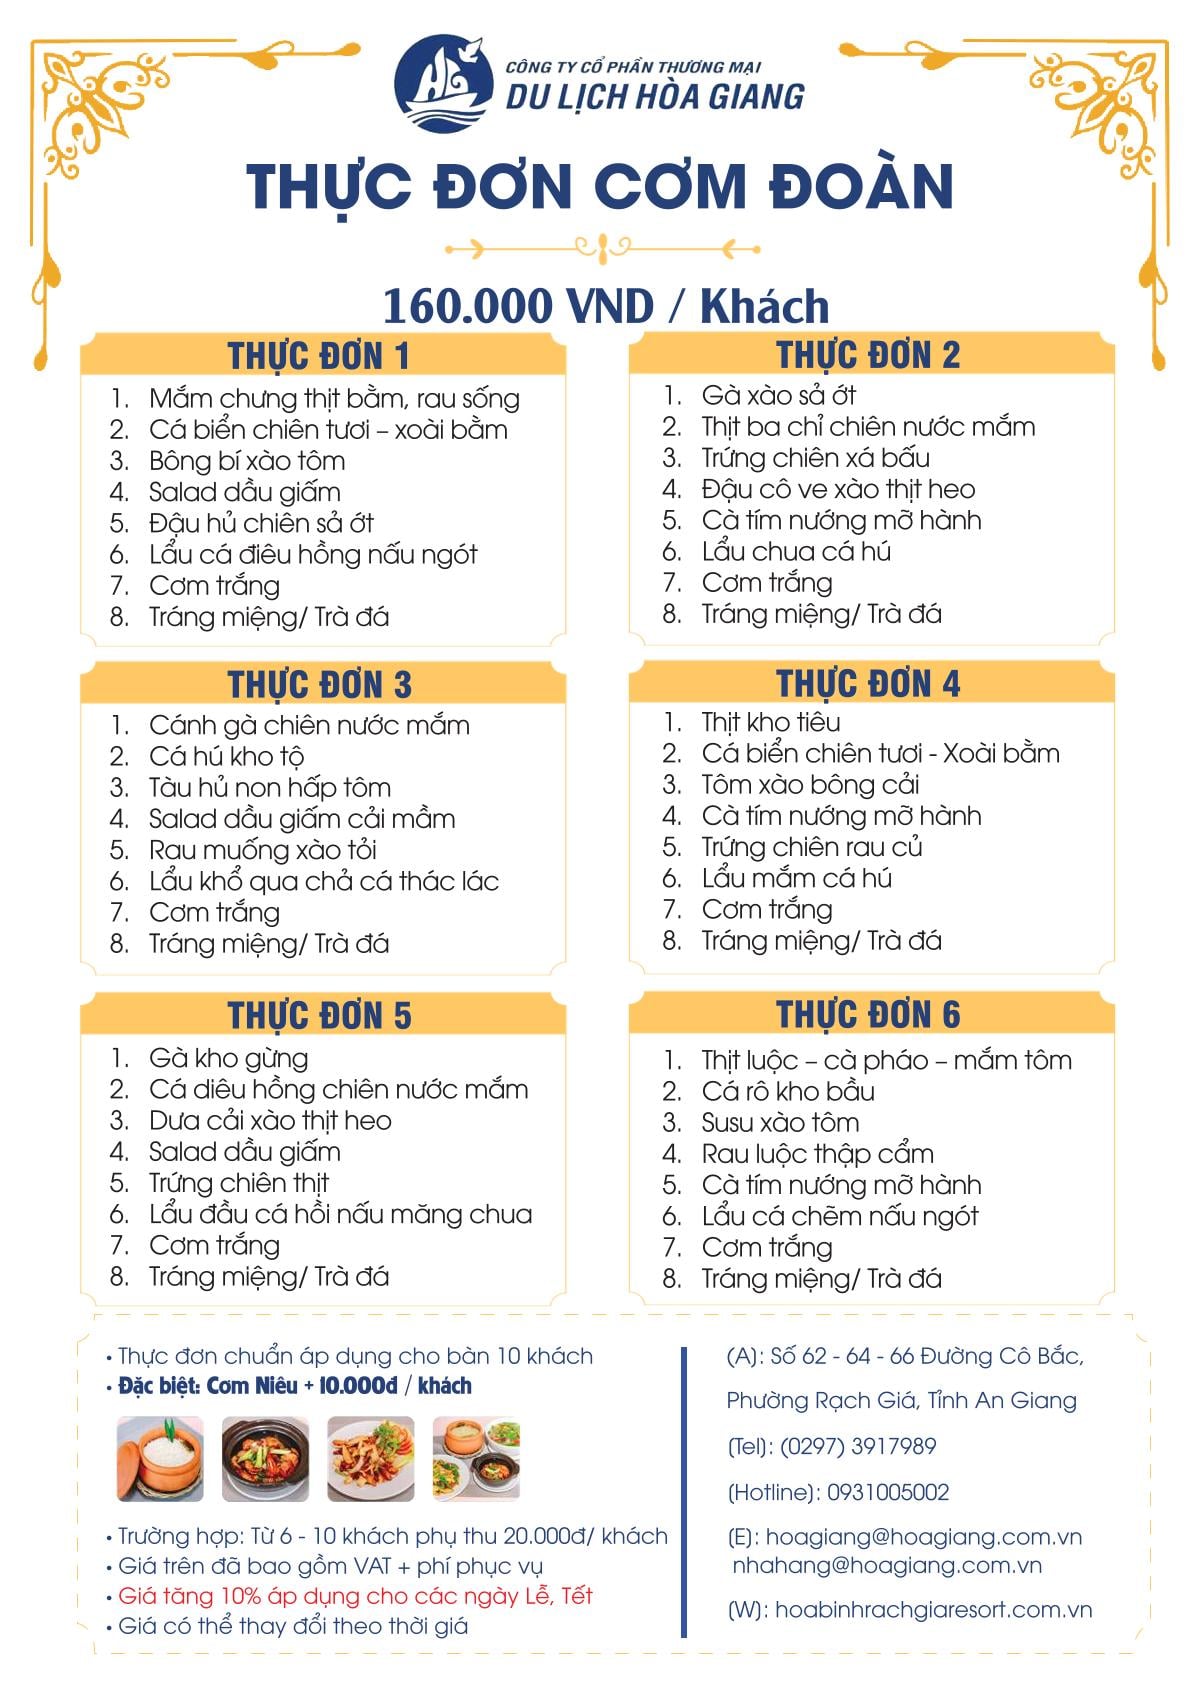 CÔNG TY CỔ PHẦN THƯƠNG MẠI
DU LỊCH HÒA GIANG
THỰC ĐƠN CƠM ĐOÀN
160.000 VND / Khách
THỰC ĐƠN 1
1. Mắm chưng thịt bằm, rau sống
2. Cá biển chiên tươi – xoài bằm
3. Bông bí xào tôm
4. Salad dầu giấm
5. Đậu hủ chiên sả ớt
6. Lẩu cá điêu hồng nấu ngót
7. Cơm trắng
8. Tráng miệng/ Trà đá
THỰC ĐƠN 2
1. Gà xào sả ớt
2. Thịt ba chỉ chiên nước mắm
3. Trứng chiên xá bấu
4. Đậu cô ve xào thịt heo
5. Cà tím nướng mỡ hành
6. Lẩu chua cá hú
7. Cơm trắng
8. Tráng miệng/ Trà đá
THỰC ĐƠN 3
1. Cánh gà chiên nước mắm
2. Cá hú kho tộ
3. Tàu hủ non hấp tôm
4. Salad dầu giấm cải mầm
5. Rau muống xào tỏi
6. Lẩu khổ qua chả cá thác lác
7. Cơm trắng
8. Tráng miệng/ Trà đá
THỰC ĐƠN 4
1. Thịt kho tiêu
2. Cá biển chiên tươi - Xoài bằm
3. Tôm xào bông cải
4. Cà tím nướng mỡ hành
5. Trứng chiên rau củ
6. Lẩu mắm cá hú
7. Cơm trắng
8. Tráng miệng/ Trà đá
THỰC ĐƠN 5
1. Gà kho gừng
2. Cá diêu hồng chiên nước mắm
3. Dưa cải xào thịt heo
4. Salad dầu giấm
5. Trứng chiên thịt
6. Lẩu đầu cá hồi nấu măng chua
7. Cơm trắng
8. Tráng miệng/ Trà đá
THỰC ĐƠN 6
1. Thịt luộc – cà pháo – mắm tôm
2. Cá rô kho bầu
3. Susu xào tôm
4. Rau luộc thập cẩm
5. Cà tím nướng mỡ hành
6. Lẩu cá chẽm nấu ngót
7. Cơm trắng
8. Tráng miệng/ Trà đá
• Thực đơn chuẩn áp dụng cho bàn 10 khách
• Đặc biệt: Cơm Niêu + 10.000đ / khách
• Trường hợp: Từ 6 - 10 khách phụ thu 20.000đ/ khách
• Giá trên đã bao gồm VAT + phí phục vụ
• Giá tăng 10% áp dụng cho các ngày Lễ, Tết
• Giá có thể thay đổi theo thời giá
(A): Số 62 - 64 - 66 Đường Cô Bắc,
Phường Rạch Giá, Tỉnh An Giang
(Tel): (0297) 3917989
(Hotline): 0931005002
(E): hoagiang@hoagiang.com.vn
nhahang@hoagiang.com.vn
(W): hoabinhrachgiaresort.com.vn